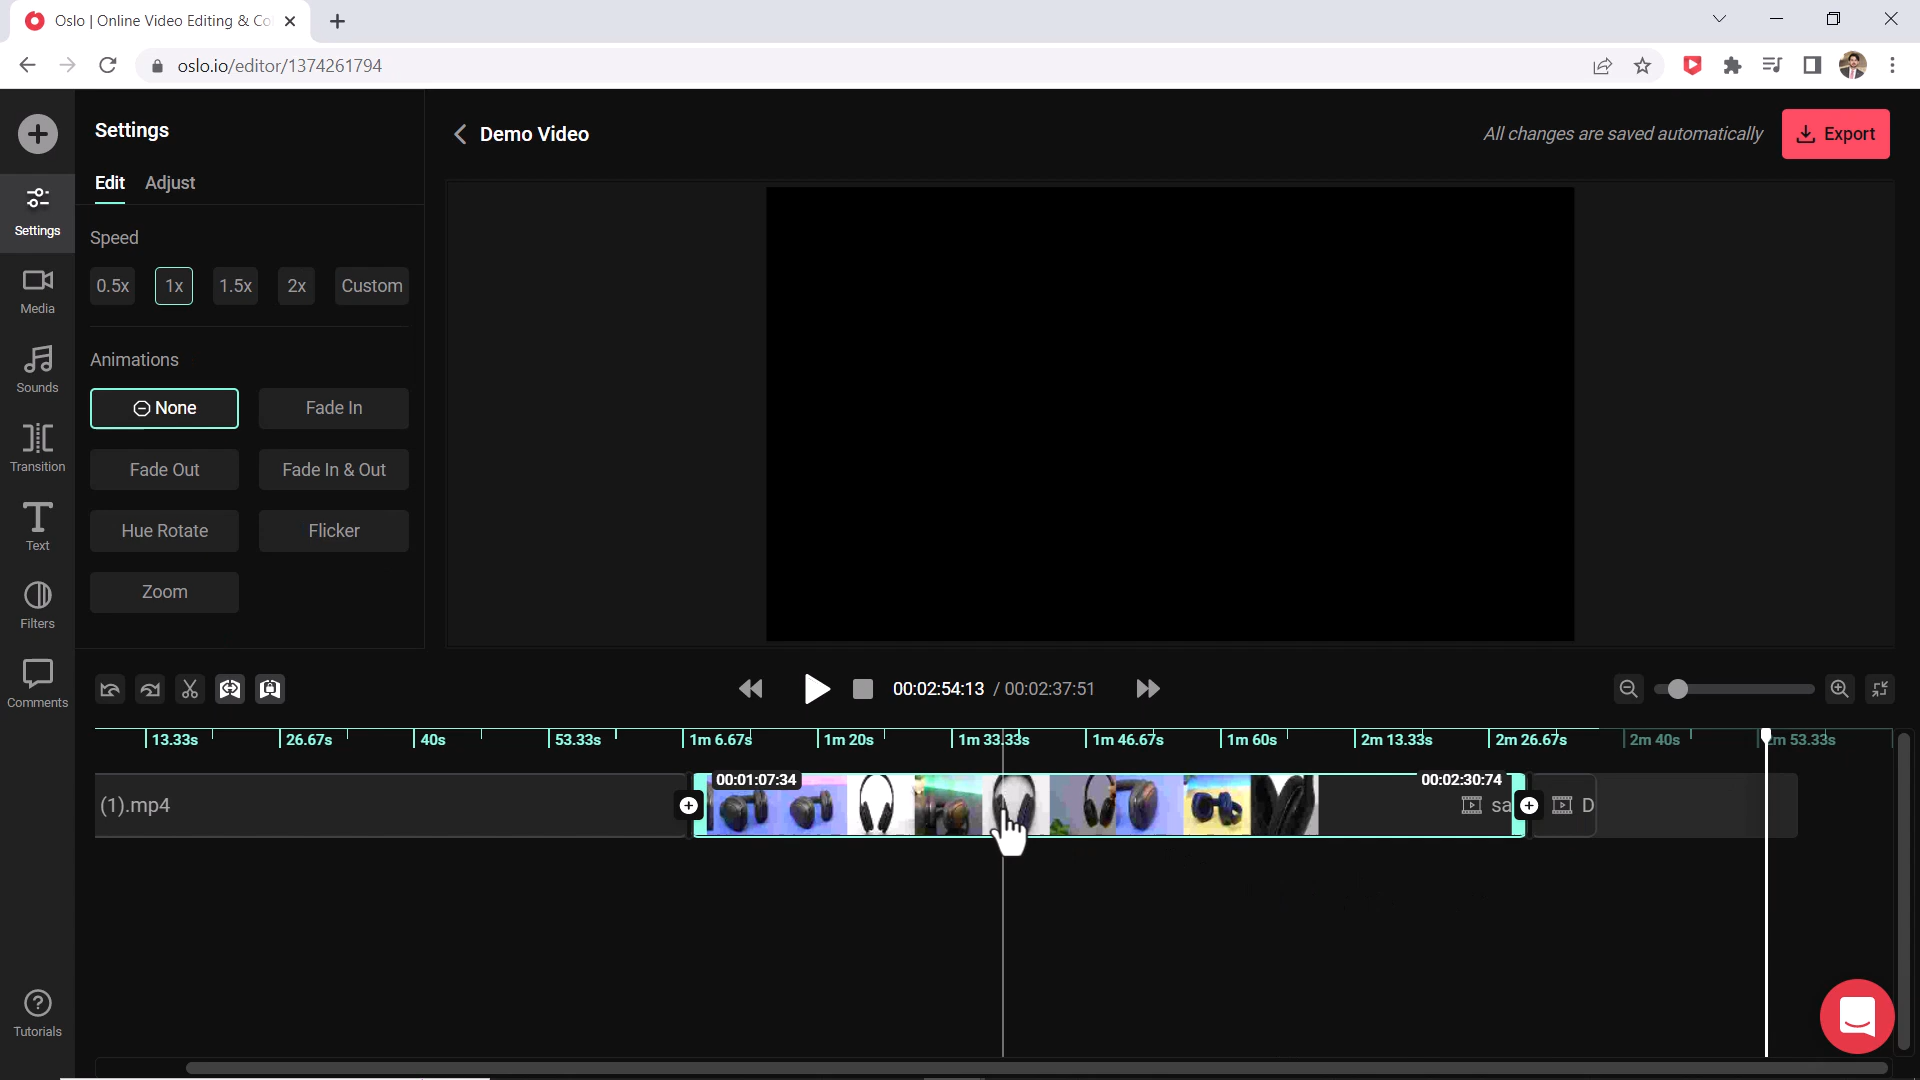 Oslo | Online Video Editing & Co
oslo.io/editor/1374261794
Settings
Edit Adjust
Speed
0.5x 1x 1.5x 2x Custom
Animations
None Fade In
Fade Out Fade In & Out
Hue Rotate Flicker
Zoom
Settings
Media
Sounds
Transition
Text
Filters
Comments
Tutorials
Demo Video
All changes are saved automatically
Export
00:02:54:13 / 00:02:37:51
13.33s 26.67s 40s 53.33s 1m 6.67s 1m 20s 1m 33.33s 1m 46.67s 1m 60s 2m 13.33s 2m 26.67s 2m 40s 2m 53.33s
00:01:07:34 00:02:30:74
(1).mp4 sa D